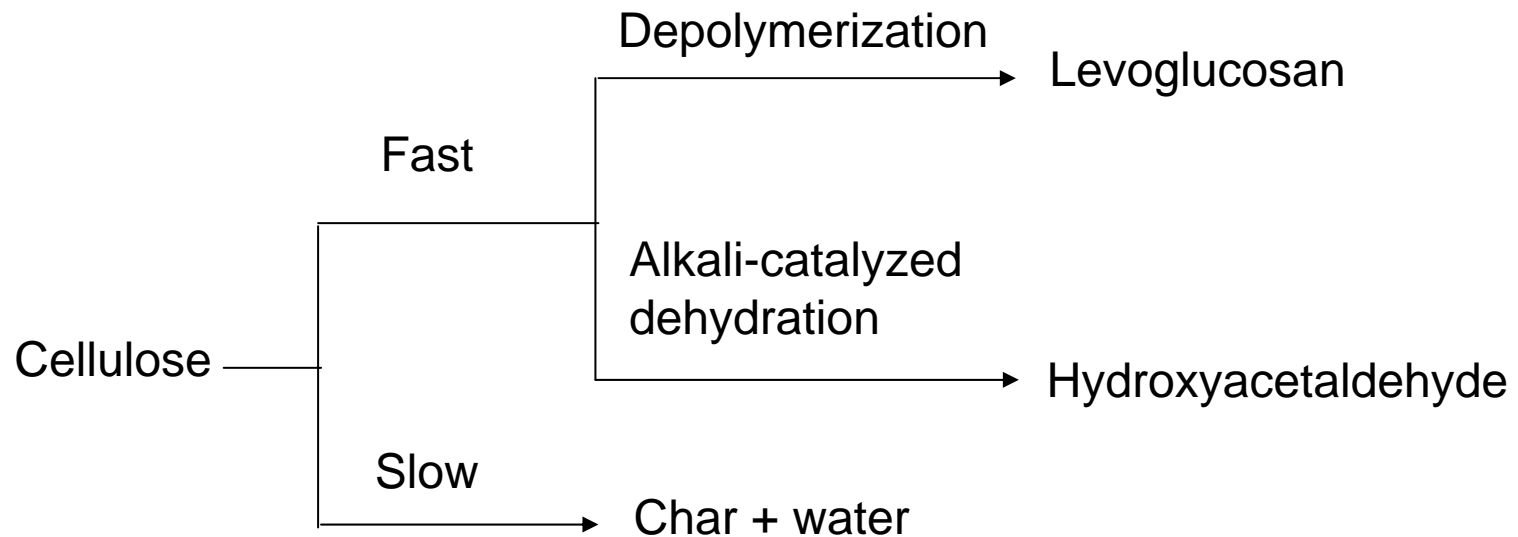 Depolymerization
Levoglucosan
Fast
Alkali-catalyzed
dehydration
Cellulose
Hydroxyacetaldehyde
Slow
Char + water